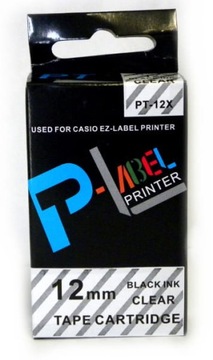 CLEAR
PT-12X
USED FOR CASIO EZ-LABEL PRINTER
P-LABEL
PRINTER
12mm
BLACK INK
CLEAR
TAPE CARTRIDGE